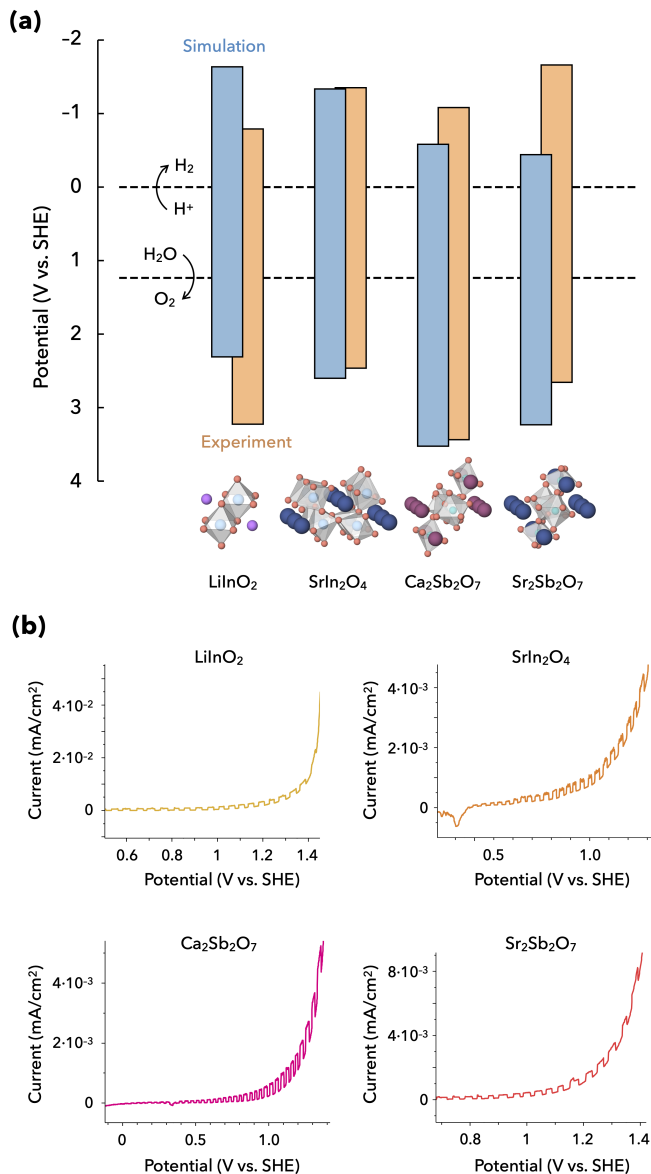 (a)
−2
Simulation
−1
H₂
0
H⁺
H₂O
1
O₂
2
3
Experiment
4
Potential (V vs. SHE)
LiInO₂
SrIn₂O₄
Ca₂Sb₂O₇
Sr₂Sb₂O₇
(b)
LiInO₂
4·10⁻²
2·10⁻²
0
Current (mA/cm²)
0.6 0.8 1 1.2 1.4
Potential (V vs. SHE)
SrIn₂O₄
4·10⁻³
2·10⁻³
0
Current (mA/cm²)
0.5 1.0
Potential (V vs. SHE)
Ca₂Sb₂O₇
4·10⁻³
2·10⁻³
0
Current (mA/cm²)
0 0.5 1.0
Potential (V vs. SHE)
Sr₂Sb₂O₇
8·10⁻³
4·10⁻³
0
Current (mA/cm²)
0.8 1 1.2 1.4
Potential (V vs. SHE)